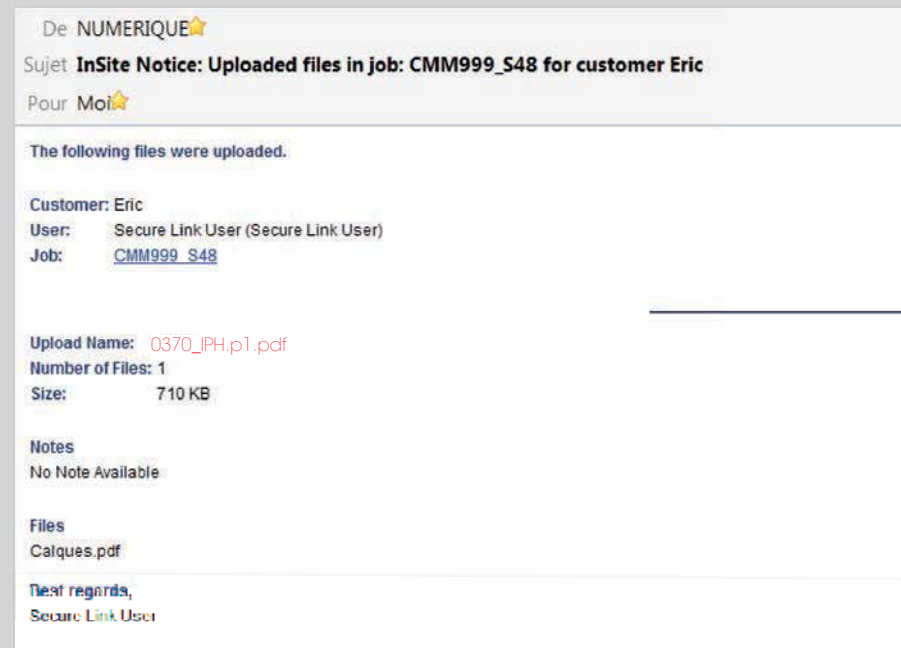 De NUMERIQUE
Sujet InSite Notice: Uploaded files in job: CMM999_S48 for customer Eric
Pour Moi
The following files were uploaded.
Customer: Eric
User: Secure Link User (Secure Link User)
Job: CMM999_S48
Upload Name: 0370_IPH.p1.pdf
Number of Files: 1
Size: 710 KB
Notes
No Note Available
Files
Calques.pdf
Best regards,
Secure Link User